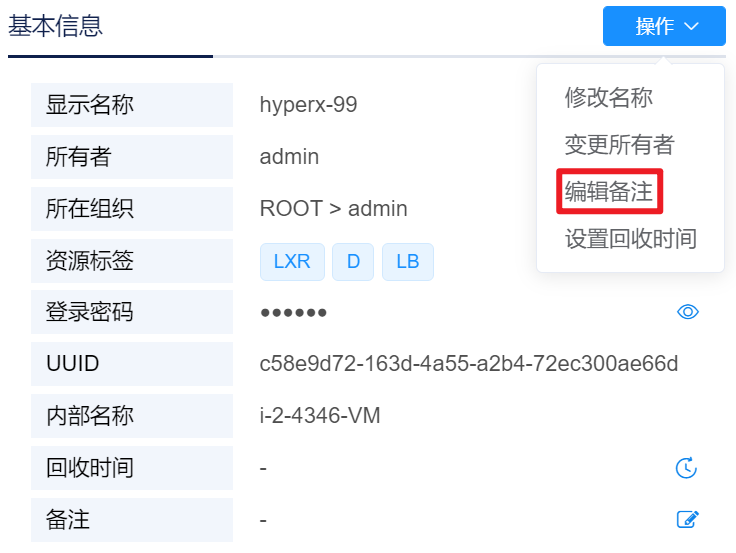 基本信息
操作
修改名称
变更所有者
编辑备注
设置回收时间
显示名称 hyperx-99
所有者 admin
所在组织 ROOT > admin
资源标签 LXR D LB
登录密码 ••••••
UUID c58e9d72-163d-4a55-a2b4-72ec300ae66d
内部名称 i-2-4346-VM
回收时间 -
备注 -